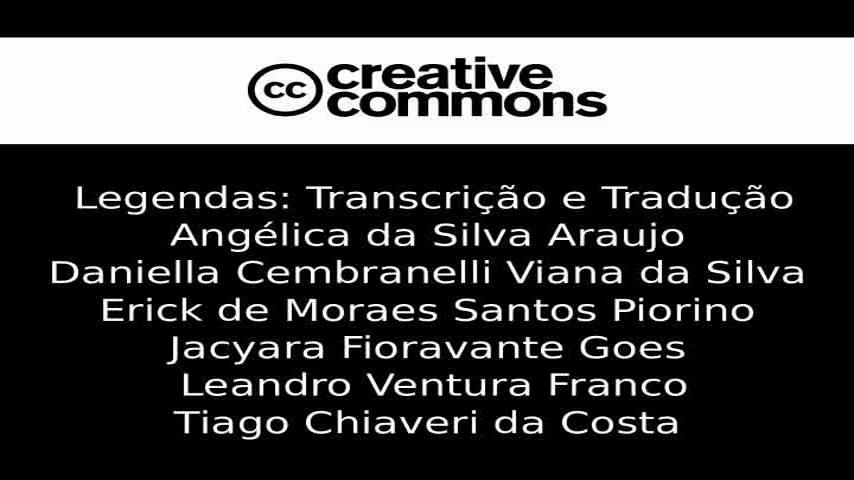 cc creative
commons
Legendas: Transcrição e Tradução
Angélica da Silva Araujo
Daniella Cembranelli Viana da Silva
Erick de Moraes Santos Piorino
Jacyara Fioravante Goes
Leandro Ventura Franco
Tiago Chiaveri da Costa